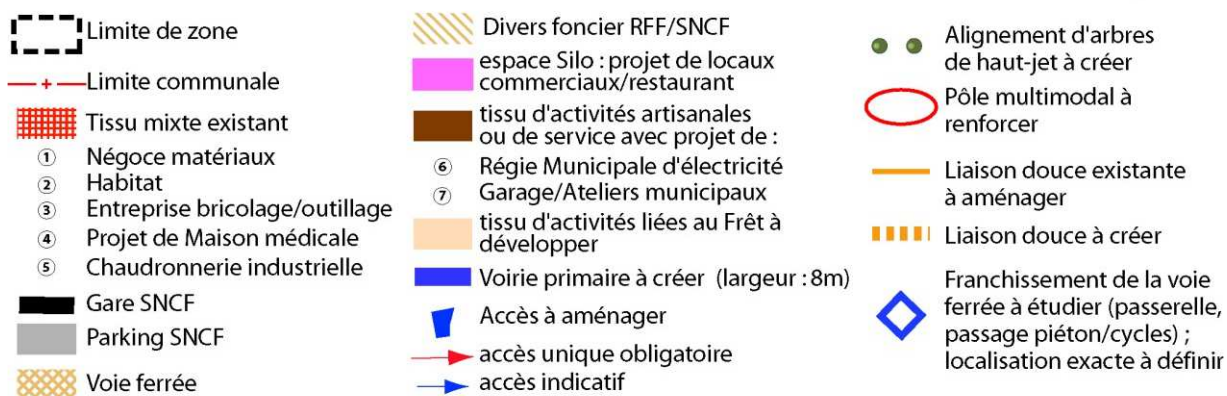 Limite de zone
Limite communale
Tissu mixte existant
① Négoce matériaux
② Habitat
③ Entreprise bricolage/outillage
④ Projet de Maison médicale
⑤ Chaudronnerie industrielle
Gare SNCF
Parking SNCF
Voie ferrée
Divers foncier RFF/SNCF
espace Silo : projet de locaux
commerciaux/restaurant
tissu d'activités artisanales
ou de service avec projet de :
⑥ Régie Municipale d'électricité
⑦ Garage/Ateliers municipaux
tissu d'activités liées au Frêt à
développer
Voirie primaire à créer (largeur : 8m)
Accès à aménager
accès unique obligatoire
accès indicatif
Alignement d'arbres
de haut-jet à créer
Pôle multimodal à
renforcer
Liaison douce existante
à aménager
Liaison douce à créer
Franchissement de la voie
ferrée à étudier (passerelle,
passage piéton/cycles) ;
localisation exacte à définir